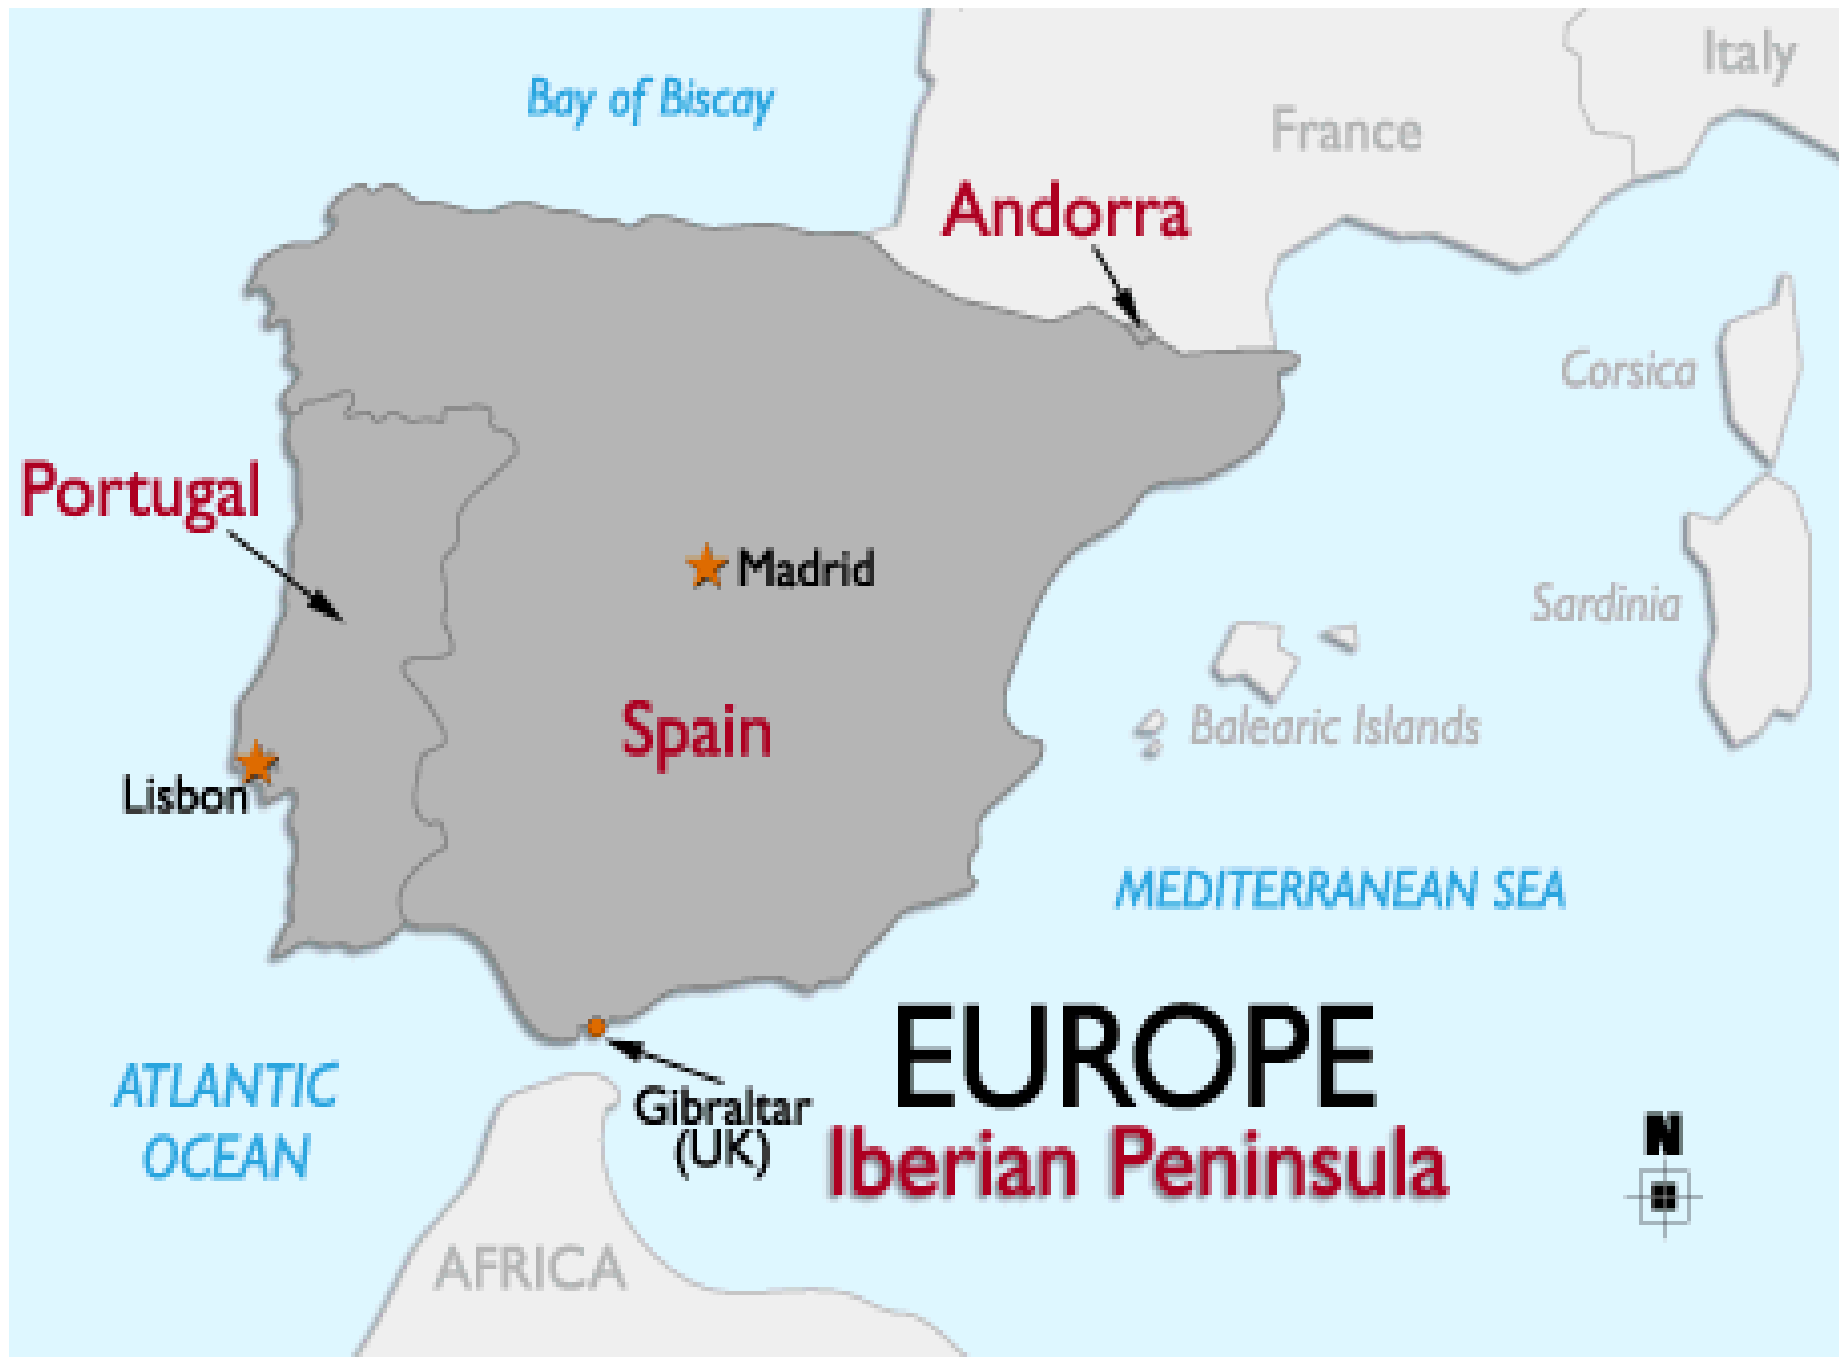 Italy
Bay of Biscay
France
Andorra
Corsica
Portugal
Madrid
Sardinia
Spain
Balearic Islands
Lisbon
MEDITERRANEAN SEA
EUROPE
Iberian Peninsula
ATLANTIC
OCEAN
Gibraltar
(UK)
N
AFRICA